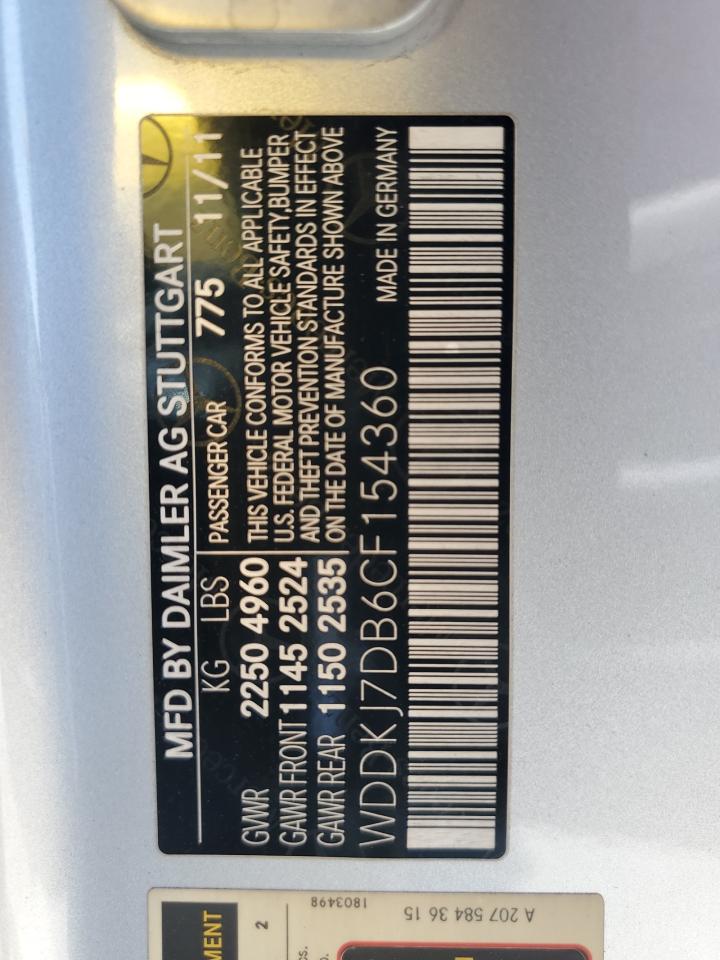 MFD BY DAIMLER AG STUTTGART
KG LBS PASSENGER CAR 775 11/11
GVWR 2250 4960
GAWR FRONT 1145 2524
GAWR REAR 1150 2535
THIS VEHICLE CONFORMS TO ALL APPLICABLE
U.S. FEDERAL MOTOR VEHICLE SAFETY, BUMPER
AND THEFT PREVENTION STANDARDS IN EFFECT
ON THE DATE OF MANUFACTURE SHOWN ABOVE
WDDKJ7DB6CF154360 MADE IN GERMANY
MENT
2
1803498
A 207 584 36 15